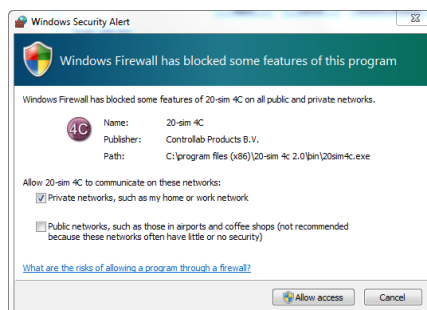 Windows Security Alert
Windows Firewall has blocked some features of this program
Windows Firewall has blocked some features of 20-sim 4C on all public and private networks.
4C
Name: 20-sim 4C
Publisher: Controllab Products B.V.
Path: C:\program files (x86)\20-sim 4c 2.0\bin\20sim4c.exe
Allow 20-sim 4C to communicate on these networks:
Private networks, such as my home or work network
Public networks, such as those in airports and coffee shops (not recommended
because these networks often have little or no security)
What are the risks of allowing a program through a firewall?
Allow access Cancel